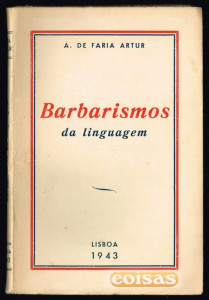 A. DE FARIA ARTUR
Barbarismos
da linguagem
LISBOA
1943
coisas